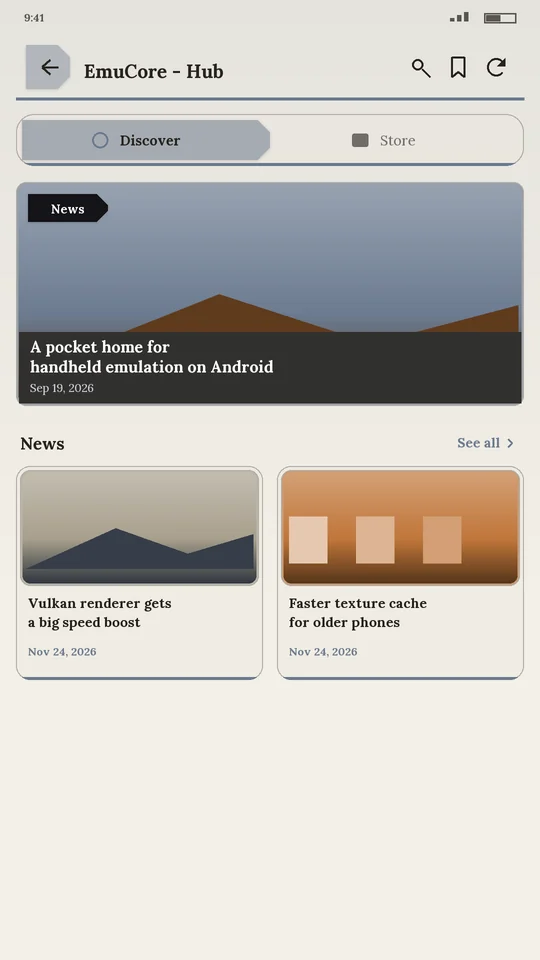 9:41
EmuCore - Hub
Discover
Store
News
A pocket home for
handheld emulation on Android
Sep 19, 2026
News
See all
Vulkan renderer gets
a big speed boost
Nov 24, 2026
Faster texture cache
for older phones
Nov 24, 2026